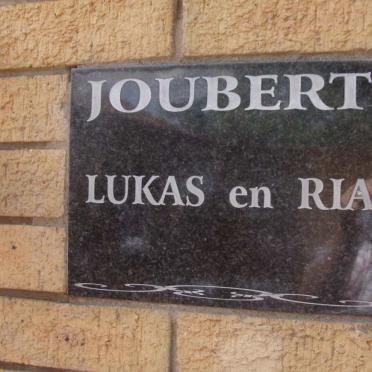 JOUBERT
LUKAS en RIA